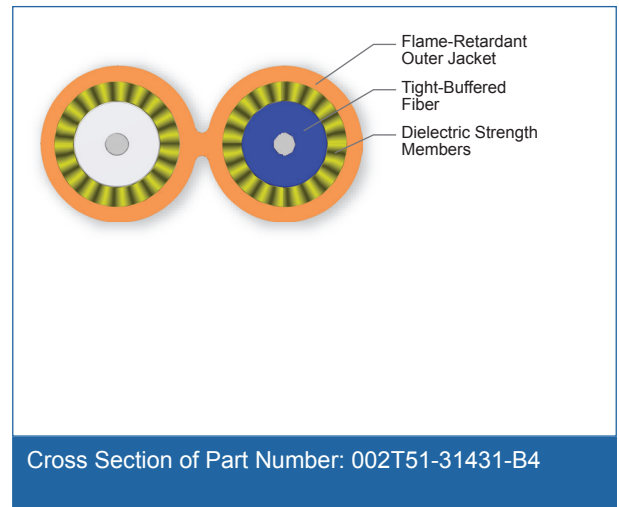 Flame-Retardant
Outer Jacket
Tight-Buffered
Fiber
Dielectric Strength
Members
Cross Section of Part Number: 002T51-31431-B4